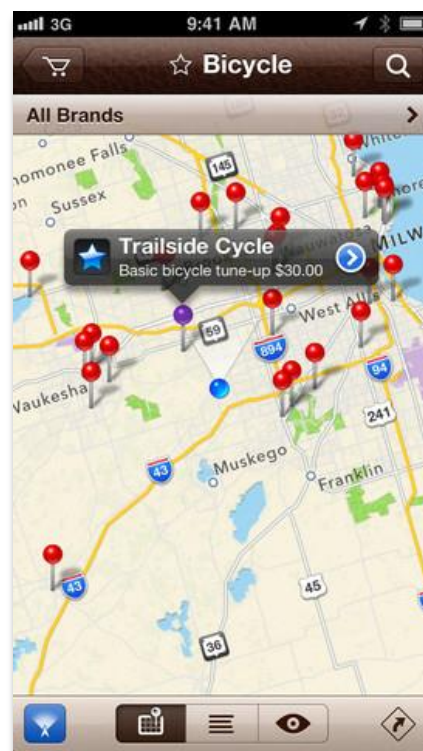 3G 9:41 AM
Bicycle
All Brands
nomonee Falls
Sussex
145
Trailside Cycle
Basic bicycle tune-up $30.00
MILW
West Allis
59
894
94
Waukesha
241
43
Muskego
Franklin
43
45
36